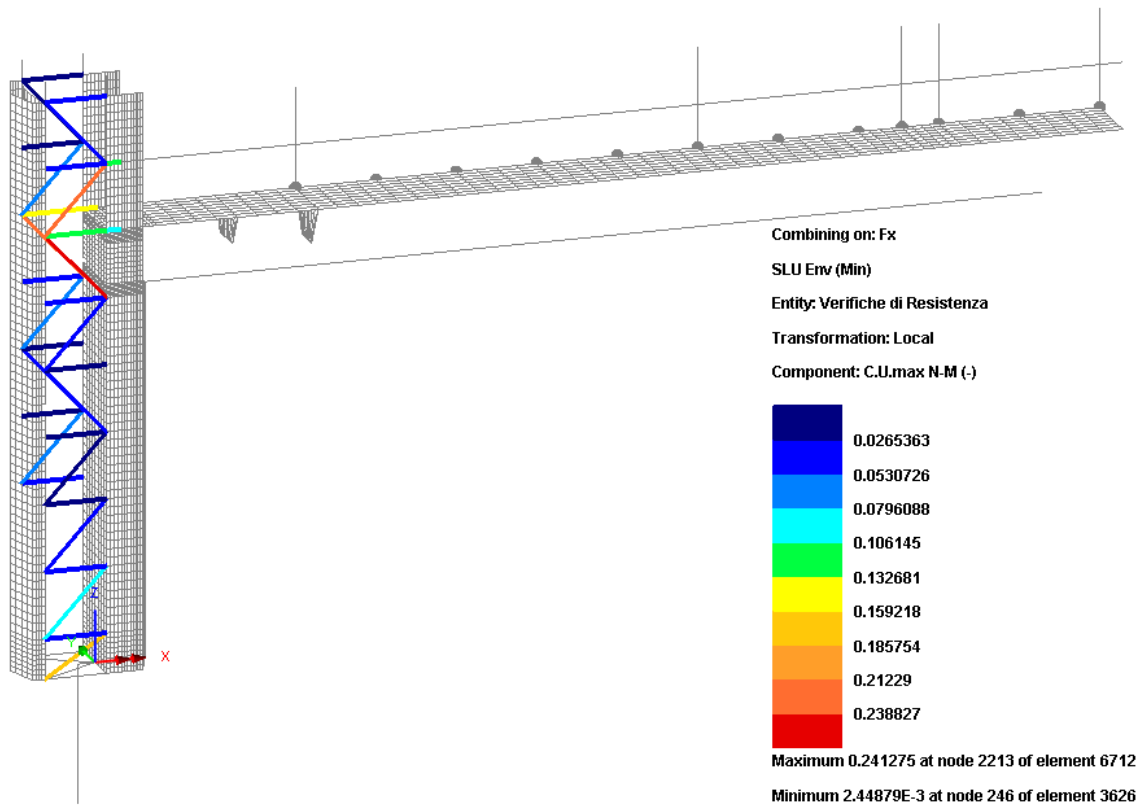 Combining on: Fx
SLU Env (Min)
Entity: Verifiche di Resistenza
Transformation: Local
Component: C.U.max N-M (-)
0.0265363
0.0530726
0.0796088
0.106145
0.132681
0.159218
0.185754
0.21229
0.238827
Z
Y
X
Maximum 0.241275 at node 2213 of element 6712
Minimum 2.44879E-3 at node 246 of element 3626